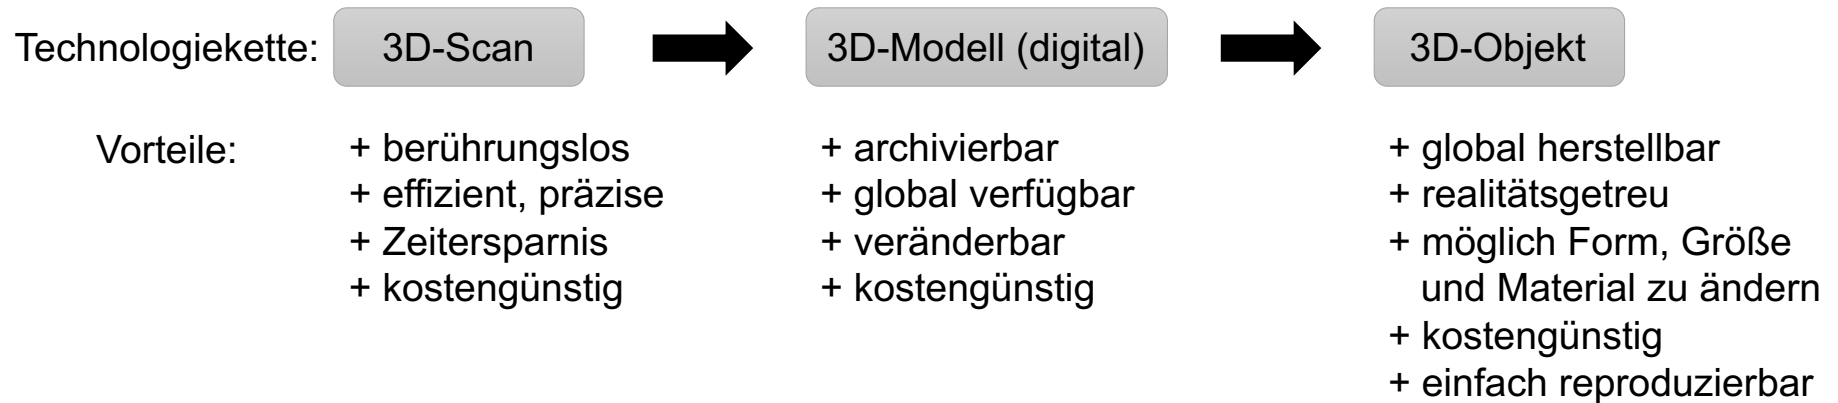 Technologiekette:
3D-Scan
3D-Modell (digital)
3D-Objekt
Vorteile:
+ berührungslos
+ effizient, präzise
+ Zeitersparnis
+ kostengünstig
+ archivierbar
+ global verfügbar
+ veränderbar
+ kostengünstig
+ global herstellbar
+ realitätsgetreu
+ möglich Form, Größe
und Material zu ändern
+ kostengünstig
+ einfach reproduzierbar